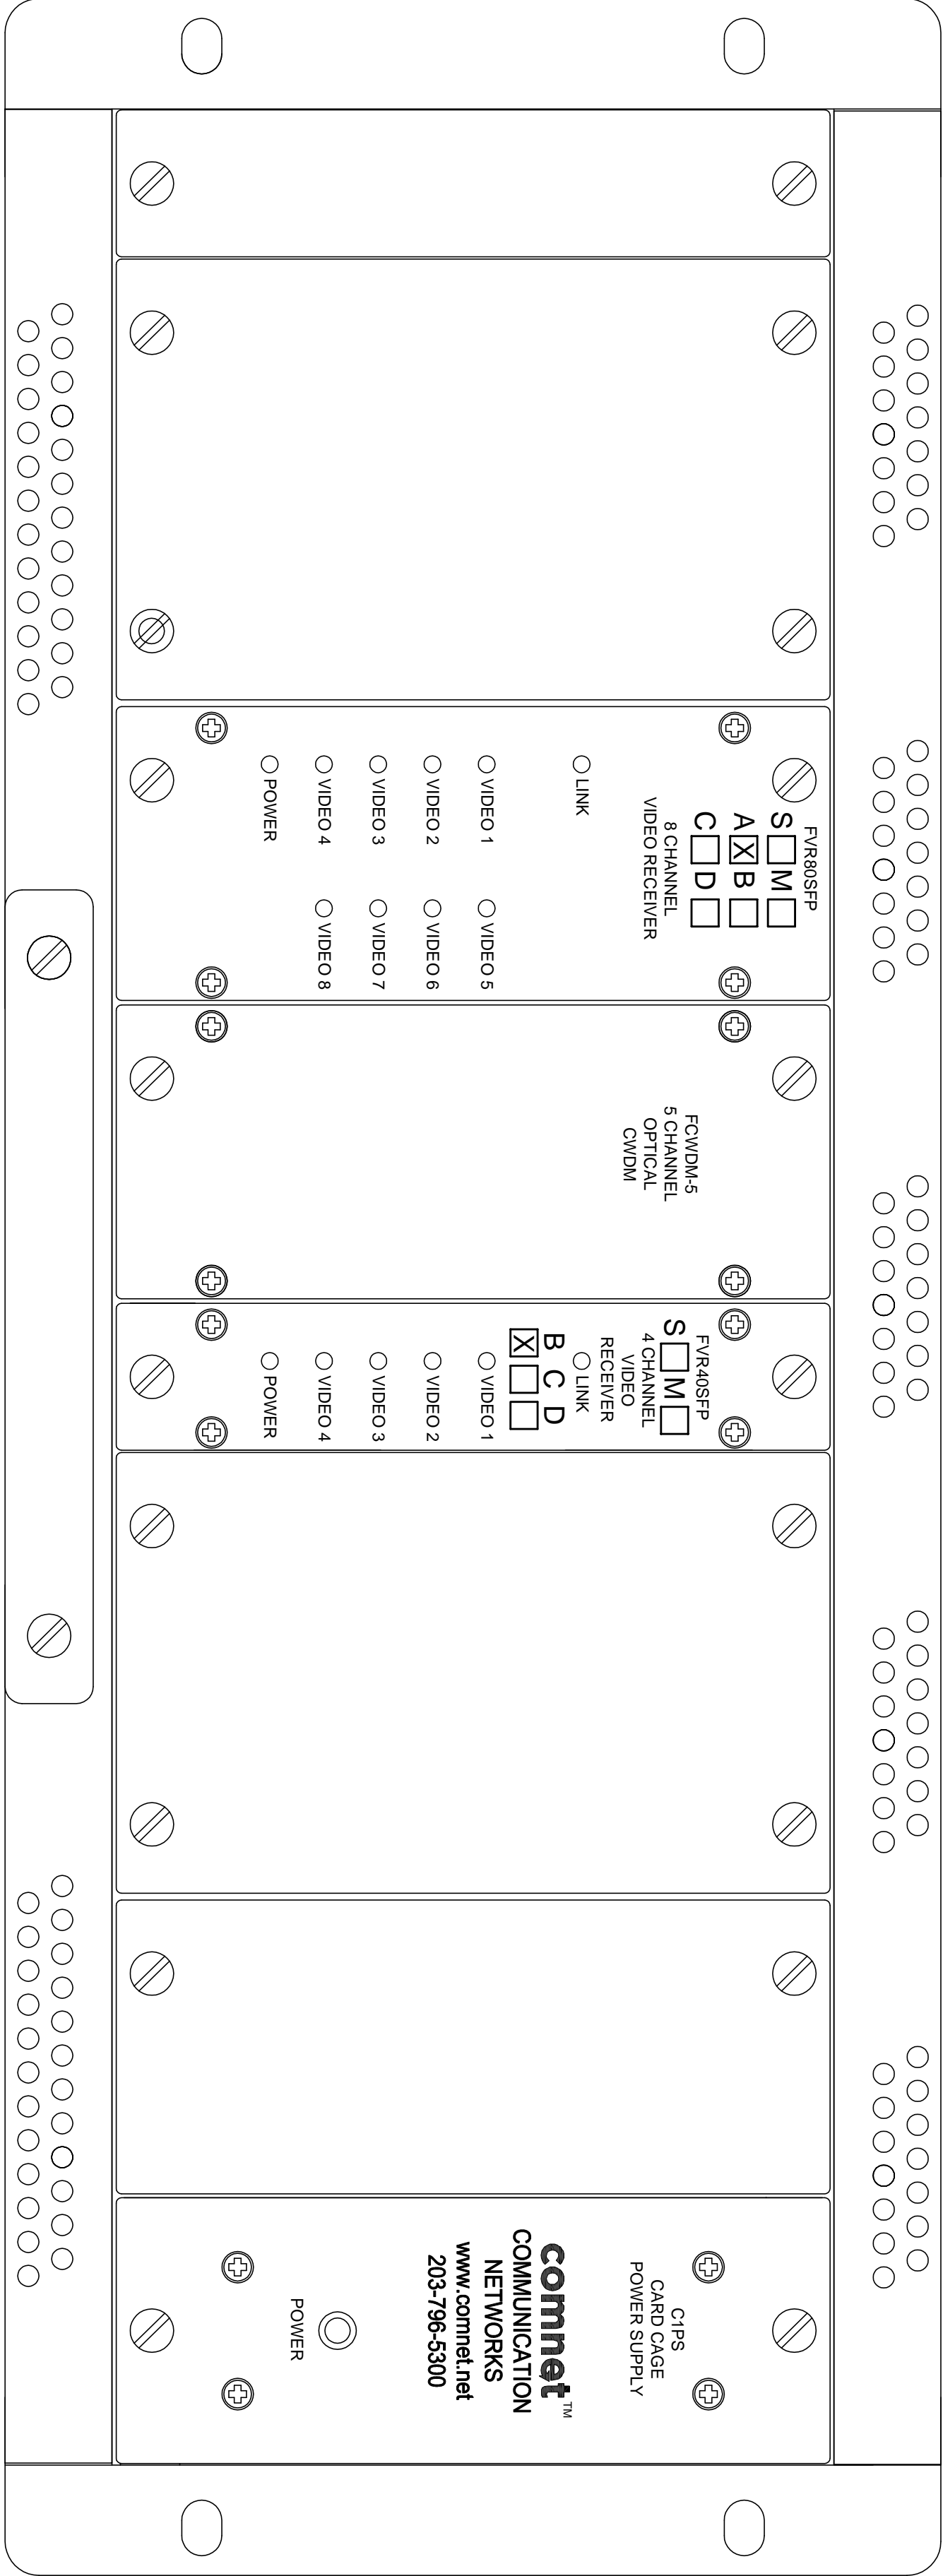 FVR80SFP
S M
A X B
C D
8 CHANNEL
VIDEO RECEIVER
LINK
VIDEO 1 VIDEO 5
VIDEO 2 VIDEO 6
VIDEO 3 VIDEO 7
VIDEO 4 VIDEO 8
POWER
FCWDM-5
5 CHANNEL
OPTICAL
CWDM
FVR40SFP
S M
4 CHANNEL
VIDEO
RECEIVER
LINK
B C D
X
VIDEO 1
VIDEO 2
VIDEO 3
VIDEO 4
POWER
C1PS
CARD CAGE
POWER SUPPLY
comnet™
COMMUNICATION
NETWORKS
www.comnet.net
203-796-5300
POWER